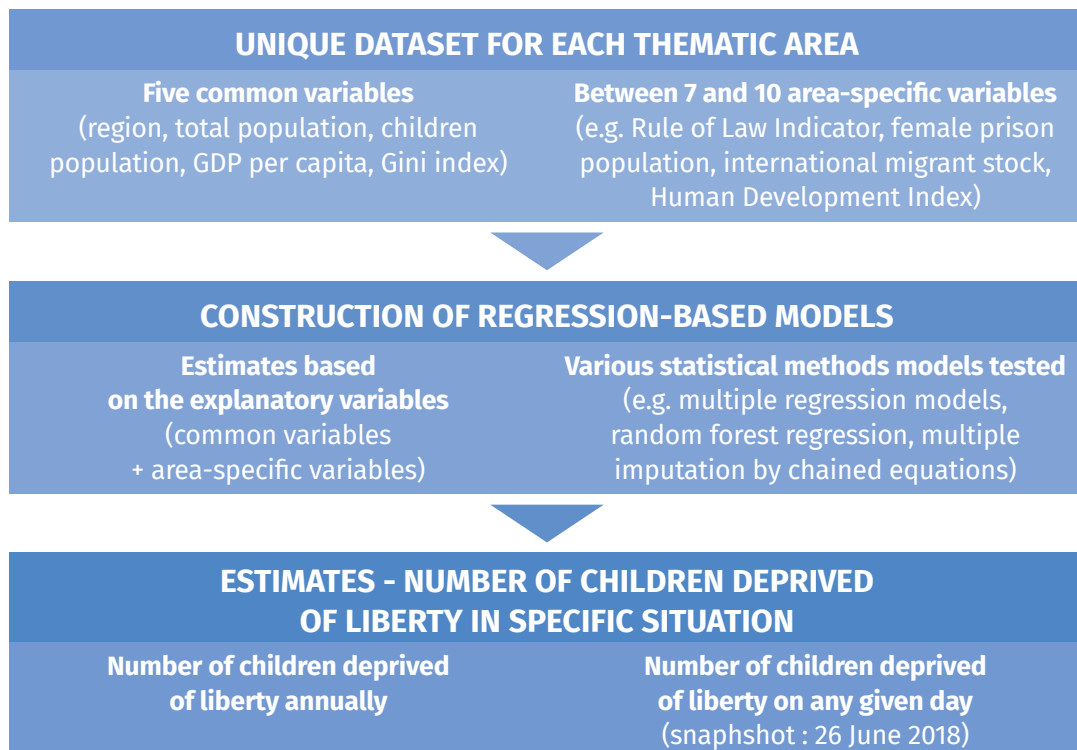 UNIQUE DATASET FOR EACH THEMATIC AREA
Five common variables
(region, total population, children
population, GDP per capita, Gini index)
Between 7 and 10 area-specific variables
(e.g. Rule of Law Indicator, female prison
population, international migrant stock,
Human Development Index)
CONSTRUCTION OF REGRESSION-BASED MODELS
Estimates based
on the explanatory variables
(common variables
+ area-specific variables)
Various statistical methods models tested
(e.g. multiple regression models,
random forest regression, multiple
imputation by chained equations)
ESTIMATES - NUMBER OF CHILDREN DEPRIVED
OF LIBERTY IN SPECIFIC SITUATION
Number of children deprived
of liberty annually
Number of children deprived
of liberty on any given day
(snaphshot : 26 June 2018)